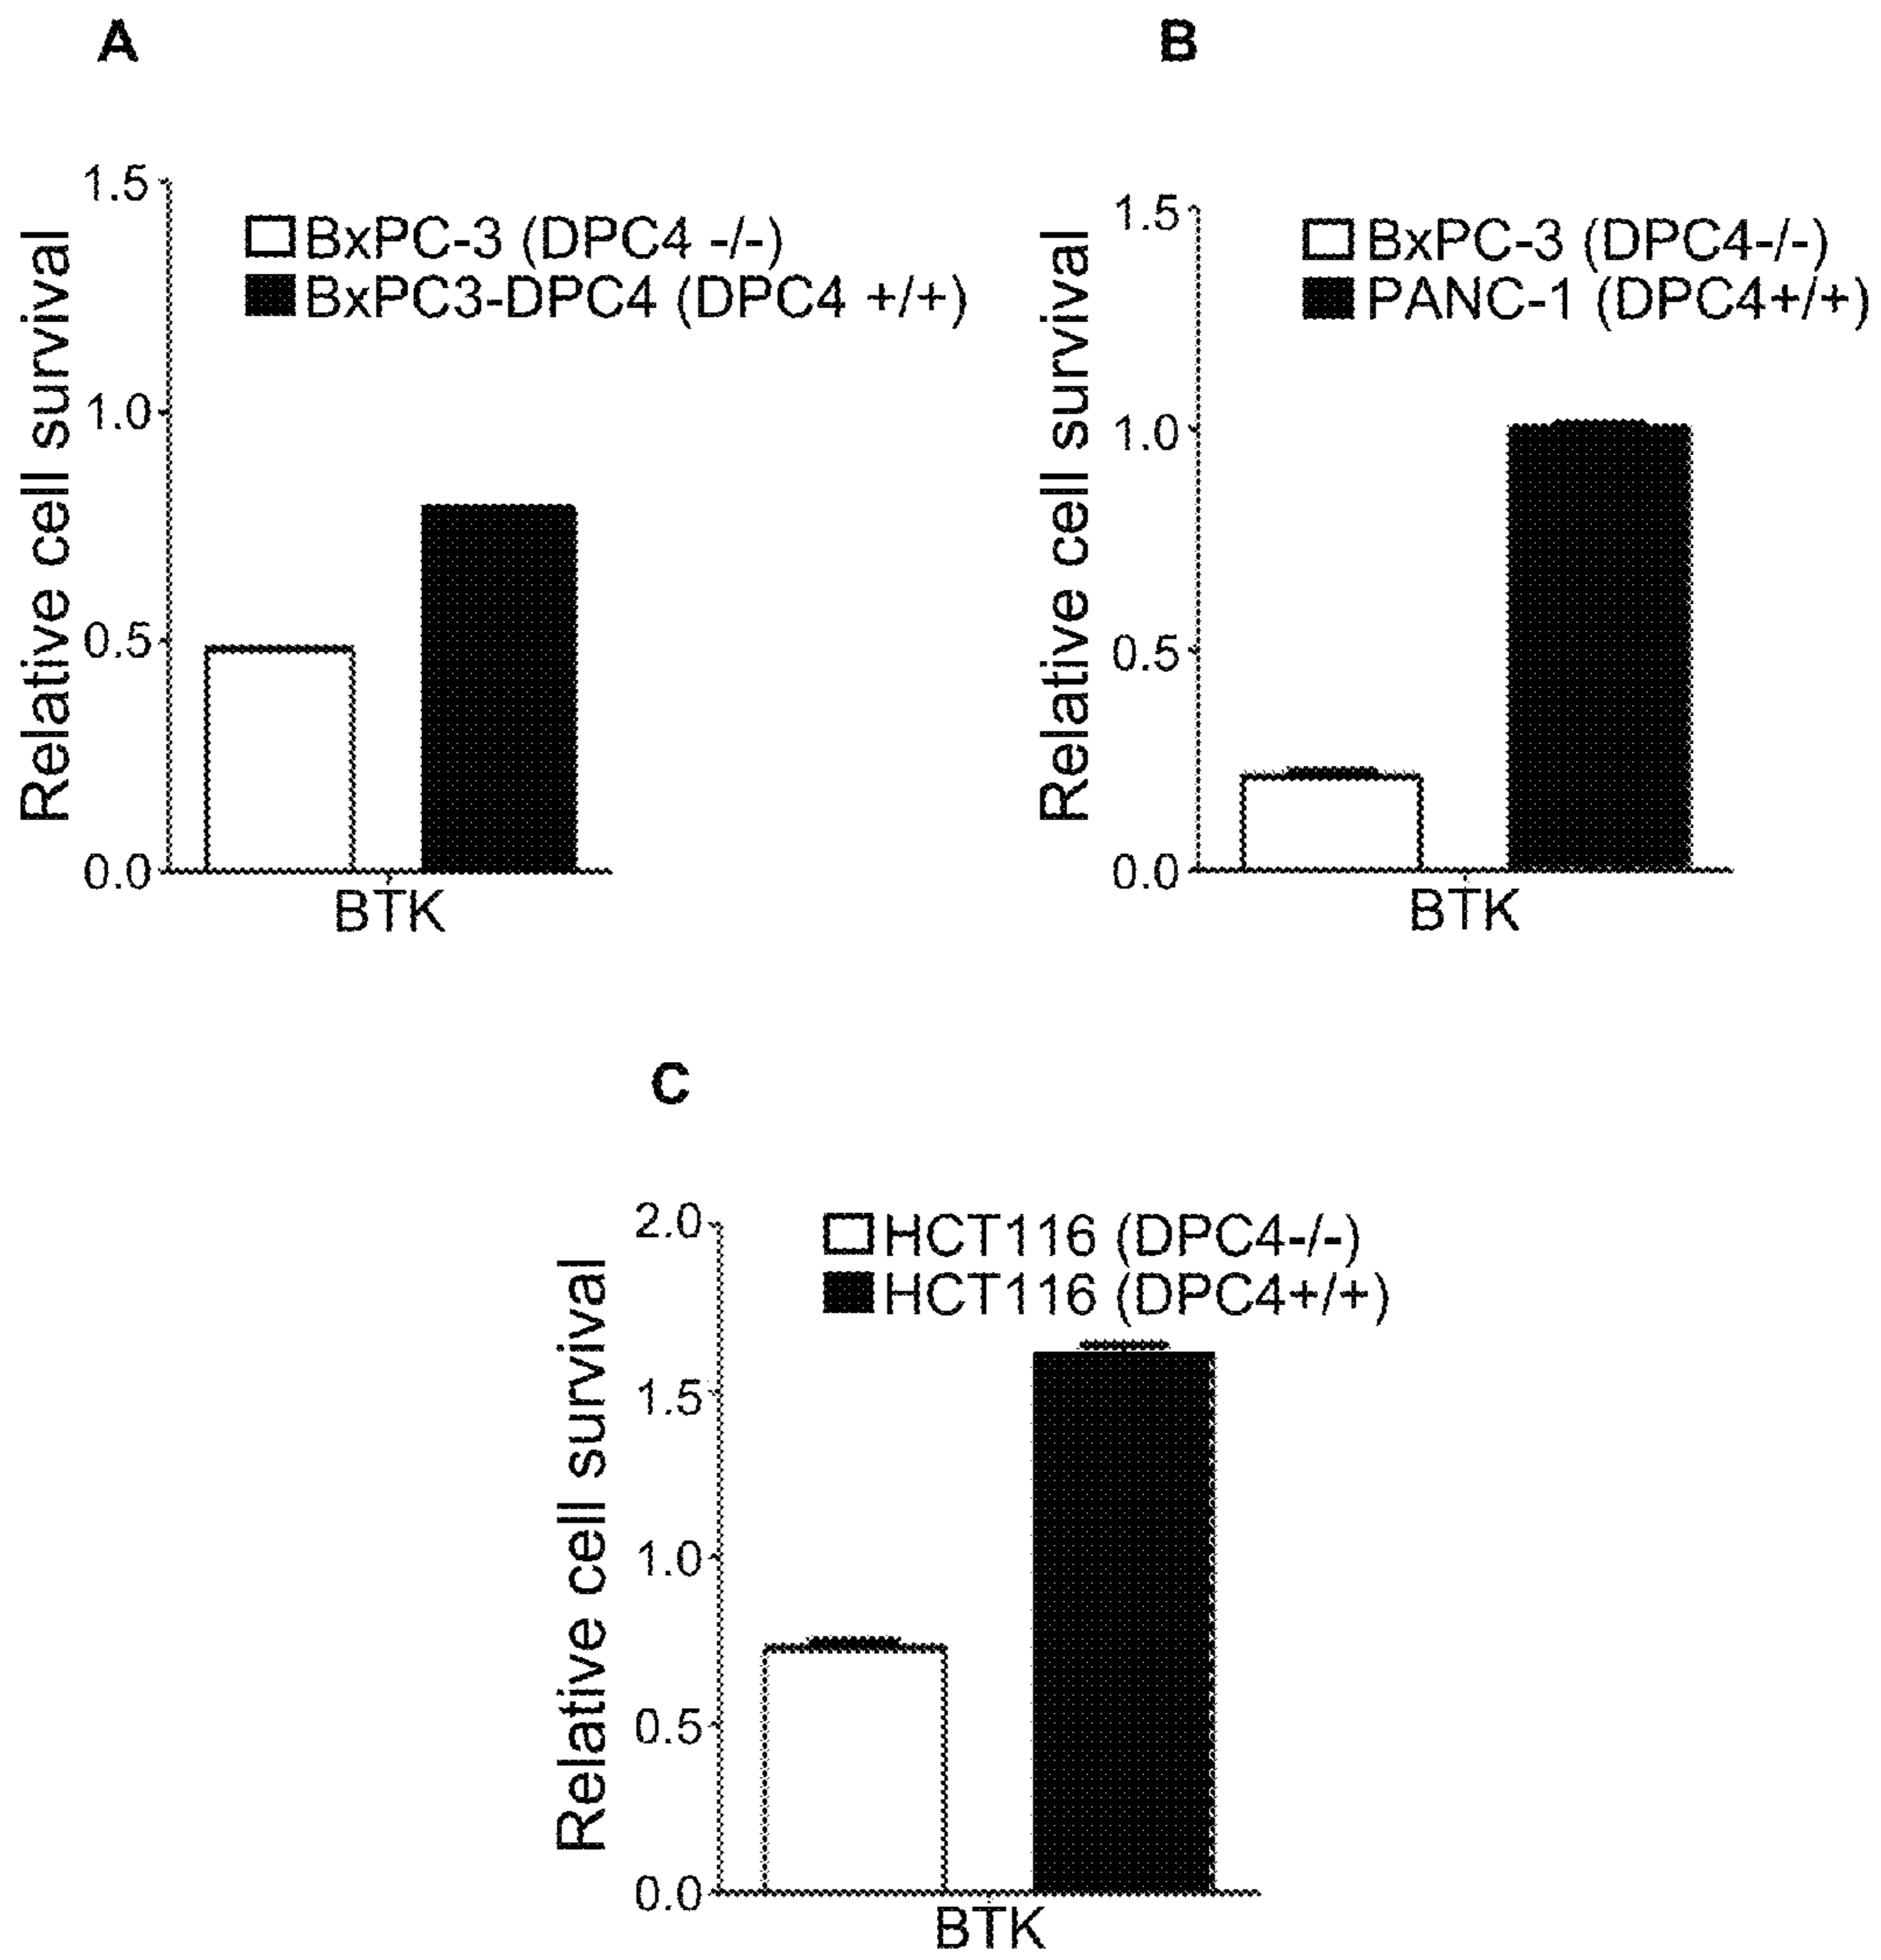 A
Relative cell survival
1.5
1.0
0.5
0.0
BxPC-3 (DPC4 -/-)
BxPC3-DPC4 (DPC4 +/+)
BTK
B
Relative cell survival
1.5
1.0
0.5
0.0
BxPC-3 (DPC4-/-)
PANC-1 (DPC4+/+)
BTK
C
Relative cell survival
2.0
1.5
1.0
0.5
0.0
HCT116 (DPC4-/-)
HCT116 (DPC4+/+)
BTK